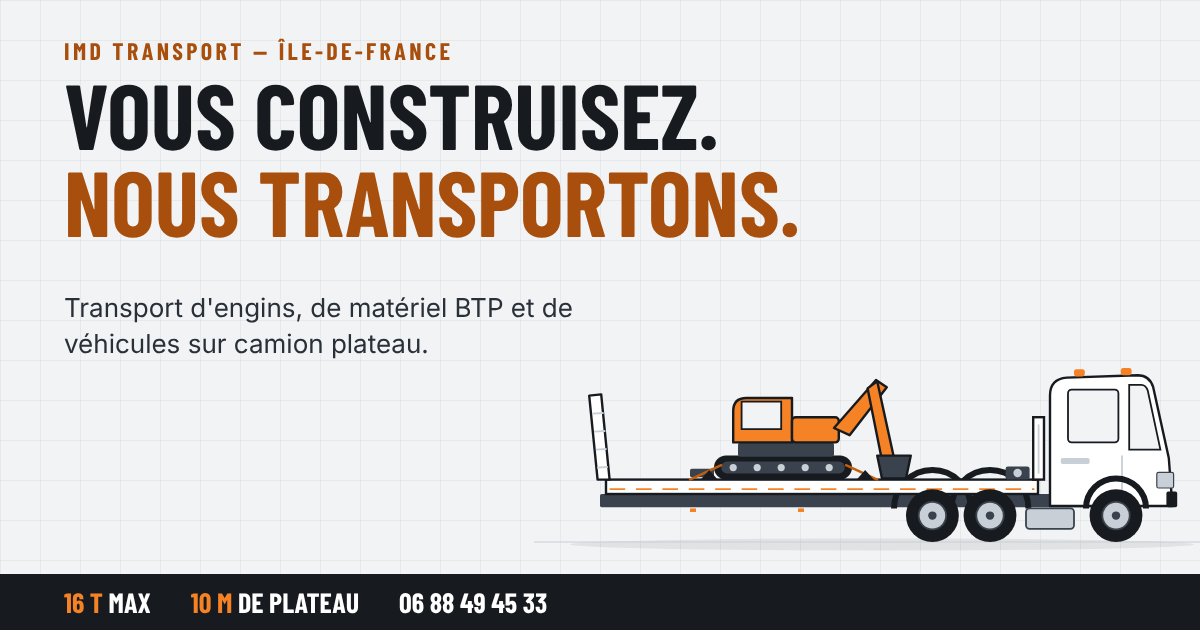 IMD TRANSPORT — ÎLE-DE-FRANCE
VOUS CONSTRUISEZ.
NOUS TRANSPORTONS.
Transport d'engins, de matériel BTP et de
véhicules sur camion plateau.
16 T MAX 10 M DE PLATEAU 06 88 49 45 33